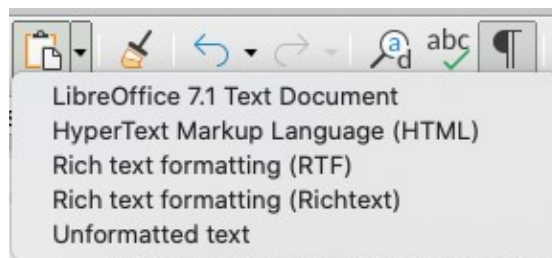 abc
LibreOffice 7.1 Text Document
HyperText Markup Language (HTML)
Rich text formatting (RTF)
Rich text formatting (Richtext)
Unformatted text